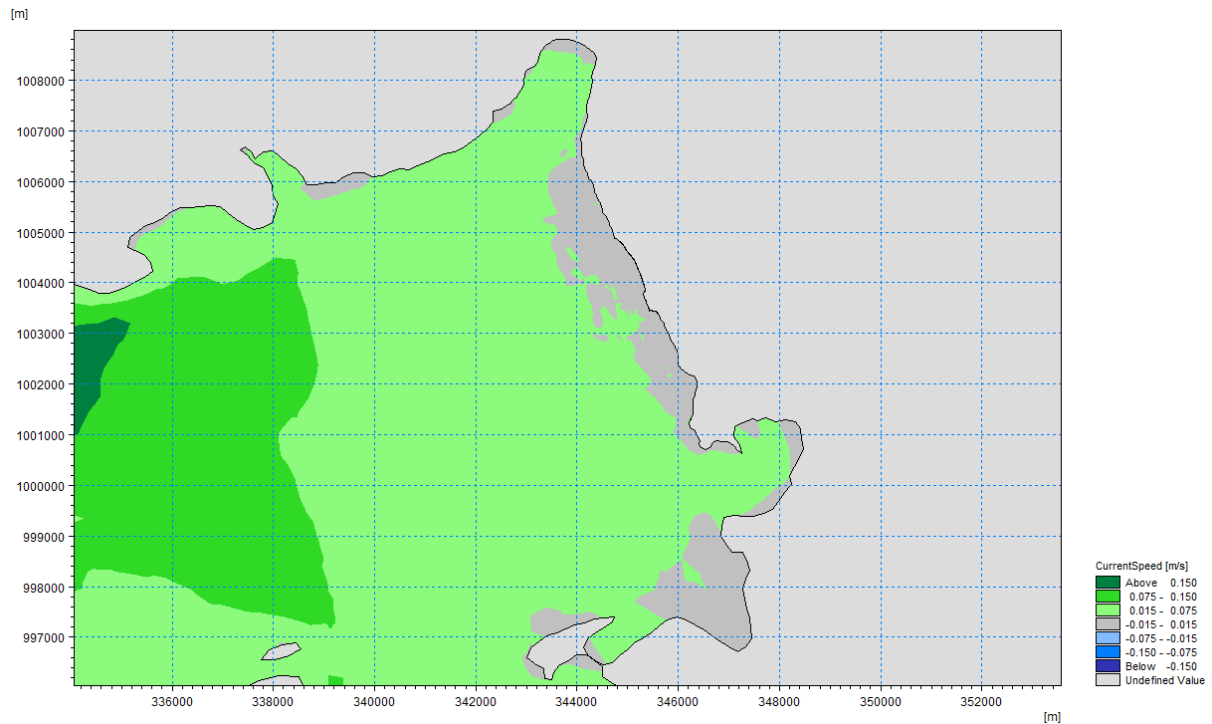 [m]
1008000
1007000
1006000
1005000
1004000
1003000
1002000
1001000
1000000
999000
998000
997000
336000 338000 340000 342000 344000 346000 348000 350000 352000
[m]
CurrentSpeed [m/s]
Above 0.150
0.075 - 0.150
0.015 - 0.075
-0.015 - 0.015
-0.075 - -0.015
-0.150 - -0.075
Below -0.150
Undefined Value